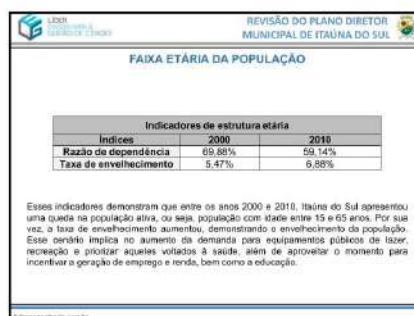 LÍDER
ENGENHARIA &
GESTÃO DE CIDADES
REVISÃO DO PLANO DIRETOR
MUNICIPAL DE ITAÚNA DO SUL
FAIXA ETÁRIA DA POPULAÇÃO
Indicadores de estrutura etária
Índices 2000 2010
Razão de dependência 69,88% 59,14%
Taxa de envelhecimento 5,47% 6,88%
Esses indicadores demonstram que entre os anos 2000 e 2010, Itaúna do Sul apresentou
uma queda na população ativa, ou seja, população com idade entre 15 e 65 anos. Por sua
vez, a taxa de envelhecimento aumentou, demonstrando o envelhecimento da população.
Esse cenário implica no aumento da demanda para equipamentos públicos de lazer,
recreação e priorizar aqueles voltados à saúde, além de aproveitar o momento para
incentivar a geração de emprego e renda, bem como a educação.